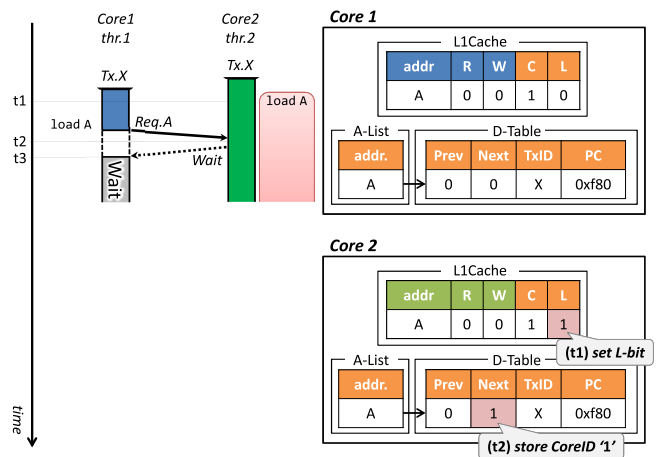 Core1
thr.1
Core2
thr.2
Tx.X
Tx.X
t1
load A
load A
Req.A
t2
Wait
t3
Wait
time
Core 1
L1Cache
addr R W C L
A 0 0 1 0
A-List
addr.
A
D-Table
Prev Next TxID PC
0 0 X 0xf80
Core 2
L1Cache
addr R W C L
A 0 0 1 1
(t1) set L-bit
A-List
addr.
A
D-Table
Prev Next TxID PC
0 1 X 0xf80
(t2) store CoreID ‘1’